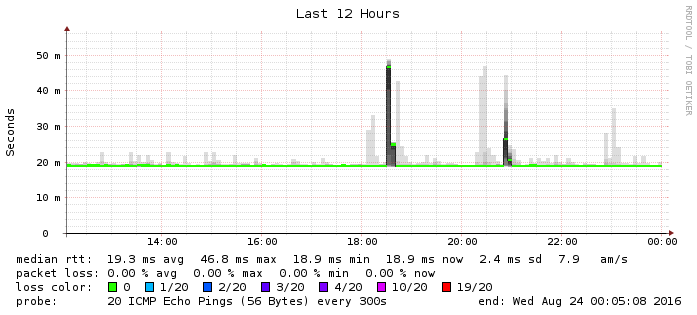 Last 12 Hours
RRDTOOL / TOBI OETIKER
Seconds
50 m
40 m
30 m
20 m
10 m
0
14:00 16:00 18:00 20:00 22:00 00:00
median rtt: 19.3 ms avg 46.8 ms max 18.9 ms min 18.9 ms now 2.4 ms sd 7.9 am/s
packet loss: 0.00 % avg 0.00 % max 0.00 % min 0.00 % now
loss color: 0 1/20 2/20 3/20 4/20 10/20 19/20
probe: 20 ICMP Echo Pings (56 Bytes) every 300s end: Wed Aug 24 00:05:08 2016